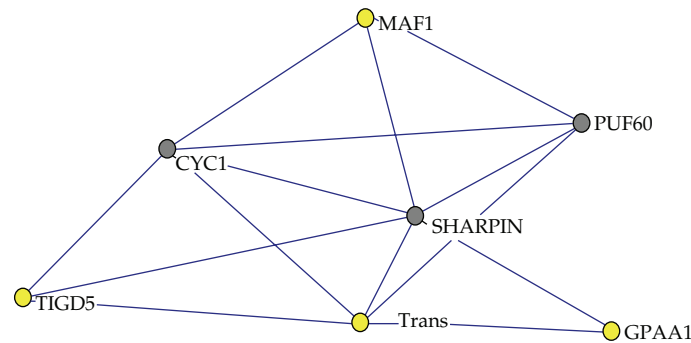 MAF1
PUF60
CYC1
SHARPIN
TIGD5
Trans
GPAA1